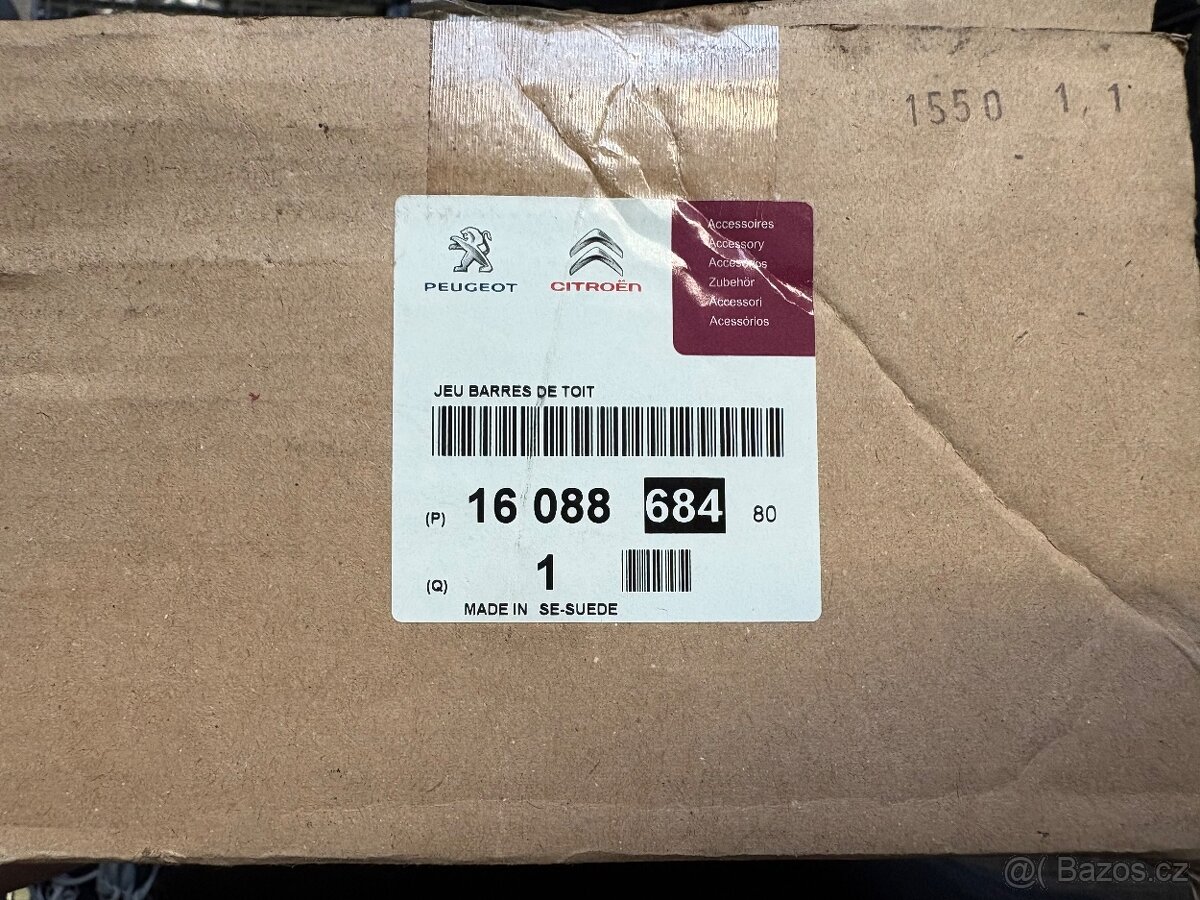 1550 1, 1
PEUGEOT
CITROËN
Accessoires
Accessory
Accesorios
Zubehör
Accessori
Acessórios
JEU BARRES DE TOIT
(P) 16 088 684 80
(Q) 1
MADE IN SE-SUEDE
@( Bazos.cz